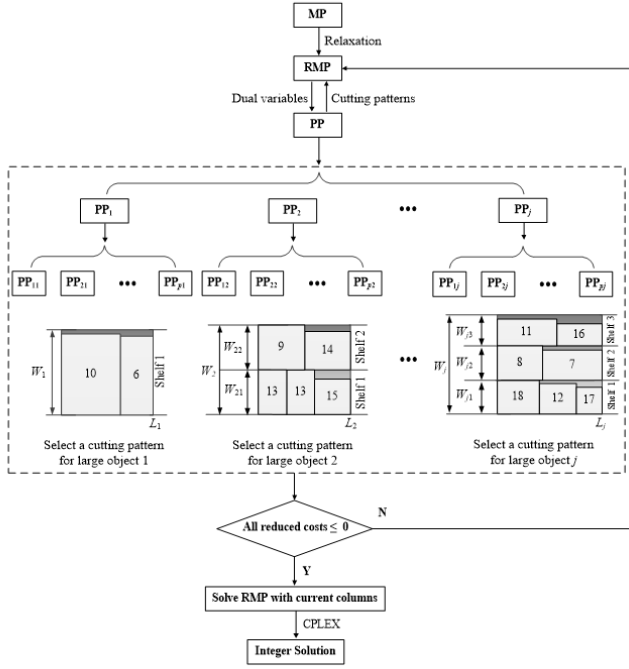 MP
Relaxation
RMP
Dual variables
Cutting patterns
PP
PP1
PP2
•••
PPj
PP11
PP21
•••
PPp1
PP12
PP22
•••
PPp2
PP1j
PP2j
•••
PPpj
W1
10
6
Shelf 1
L1
W2
W22
9
14
Shelf 2
W21
13
13
15
Shelf 1
L2
•••
Wj
Wj3
11
16
Shelf 3
Wj2
8
7
Shelf 2
Wj1
18
12
17
Shelf 1
Lj
Select a cutting pattern
for large object 1
Select a cutting pattern
for large object 2
Select a cutting pattern
for large object j
All reduced costs ≤ 0
N
Y
Solve RMP with current columns
CPLEX
Integer Solution